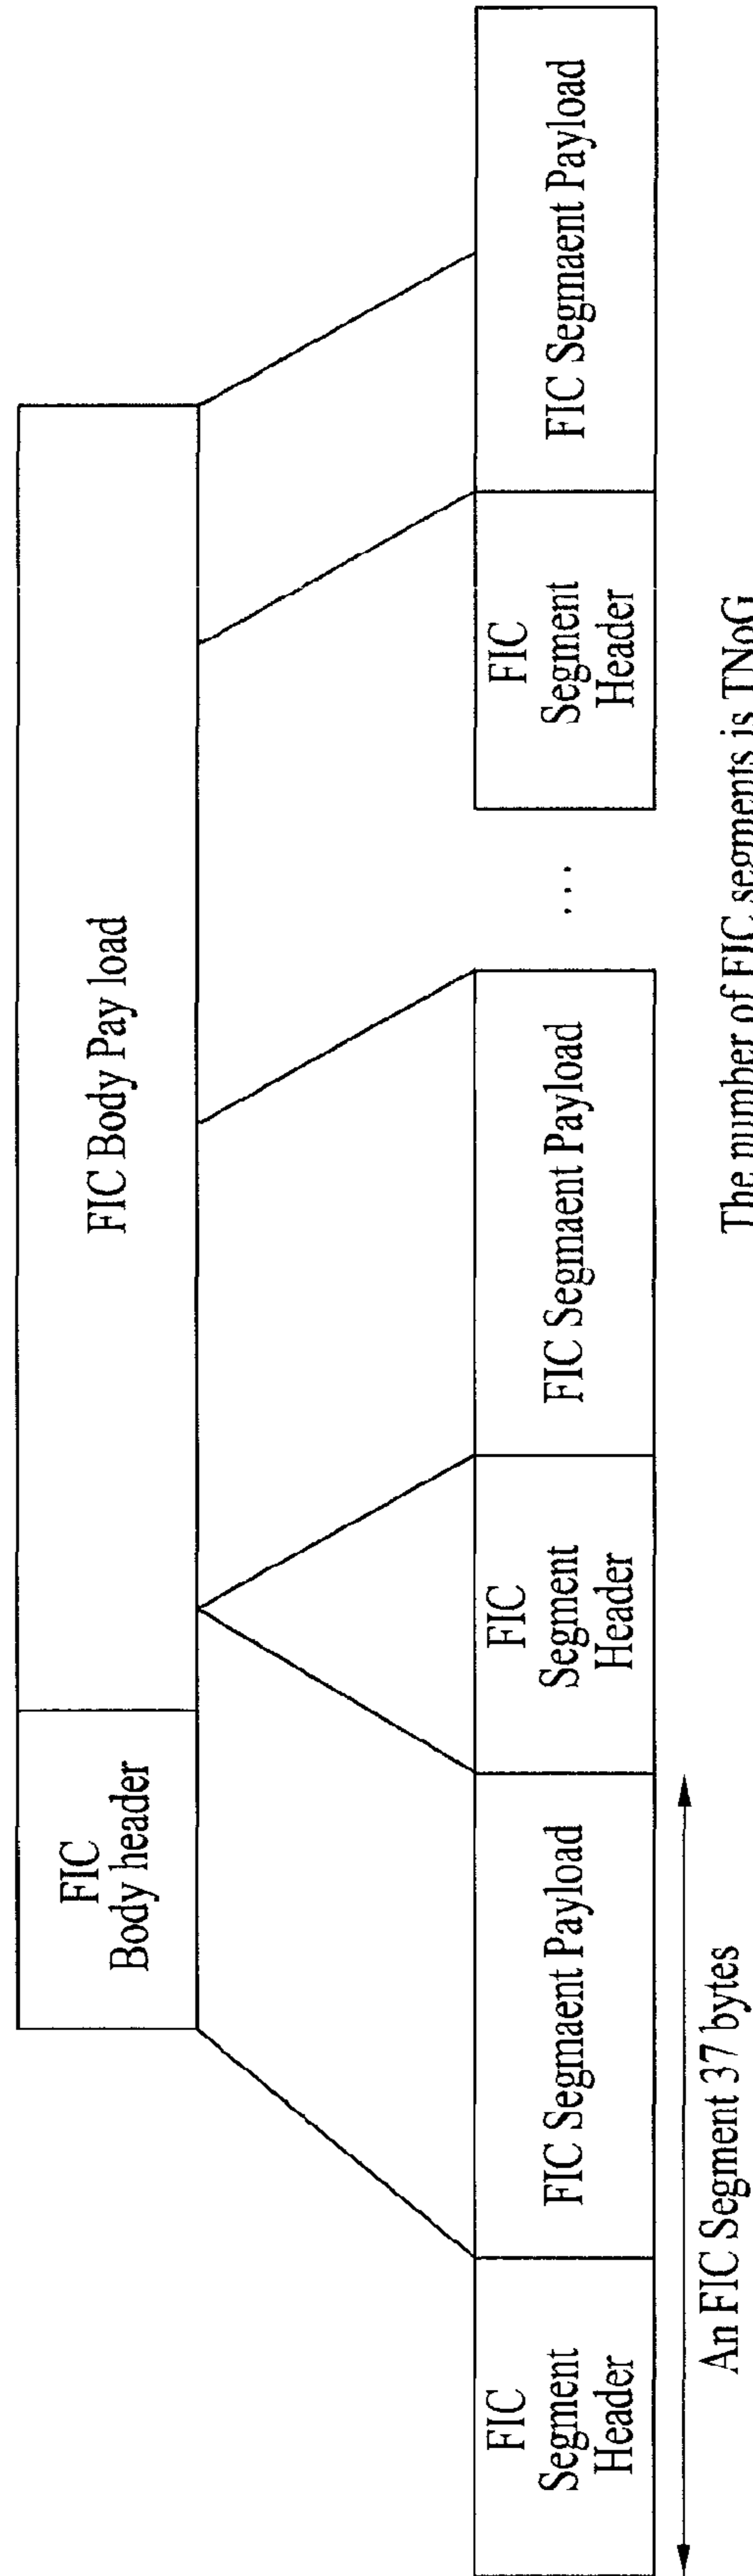 FIC
Body header
FIC Body Pay load
FIC
Segment
Header
FIC Segmaent Payload
FIC
Segment
Header
FIC Segmaent Payload
...
FIC
Segment
Header
FIC Segmaent Payload
An FIC Segment 37 bytes
The number of FIC segments is TNoG